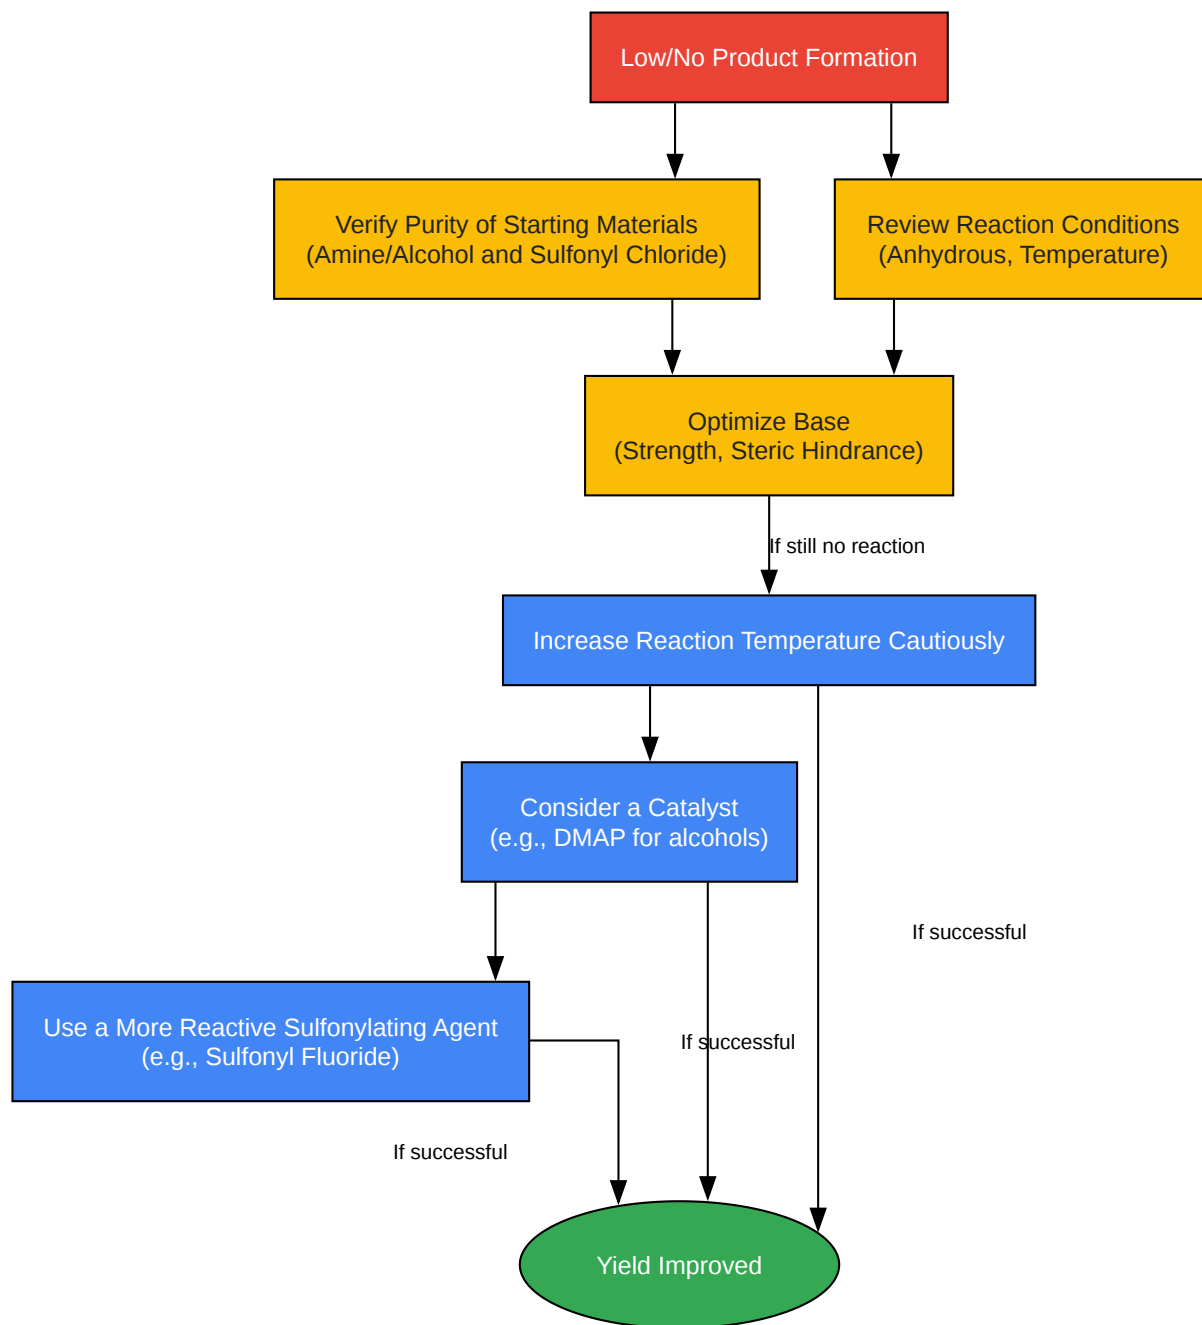 Low/No Product Formation
Verify Purity of Starting Materials
(Amine/Alcohol and Sulfonyl Chloride)
Review Reaction Conditions
(Anhydrous, Temperature)
Optimize Base
(Strength, Steric Hindrance)
If still no reaction
Increase Reaction Temperature Cautiously
Consider a Catalyst
(e.g., DMAP for alcohols)
If successful
Use a More Reactive Sulfonylating Agent
(e.g., Sulfonyl Fluoride)
If successful
If successful
Yield Improved